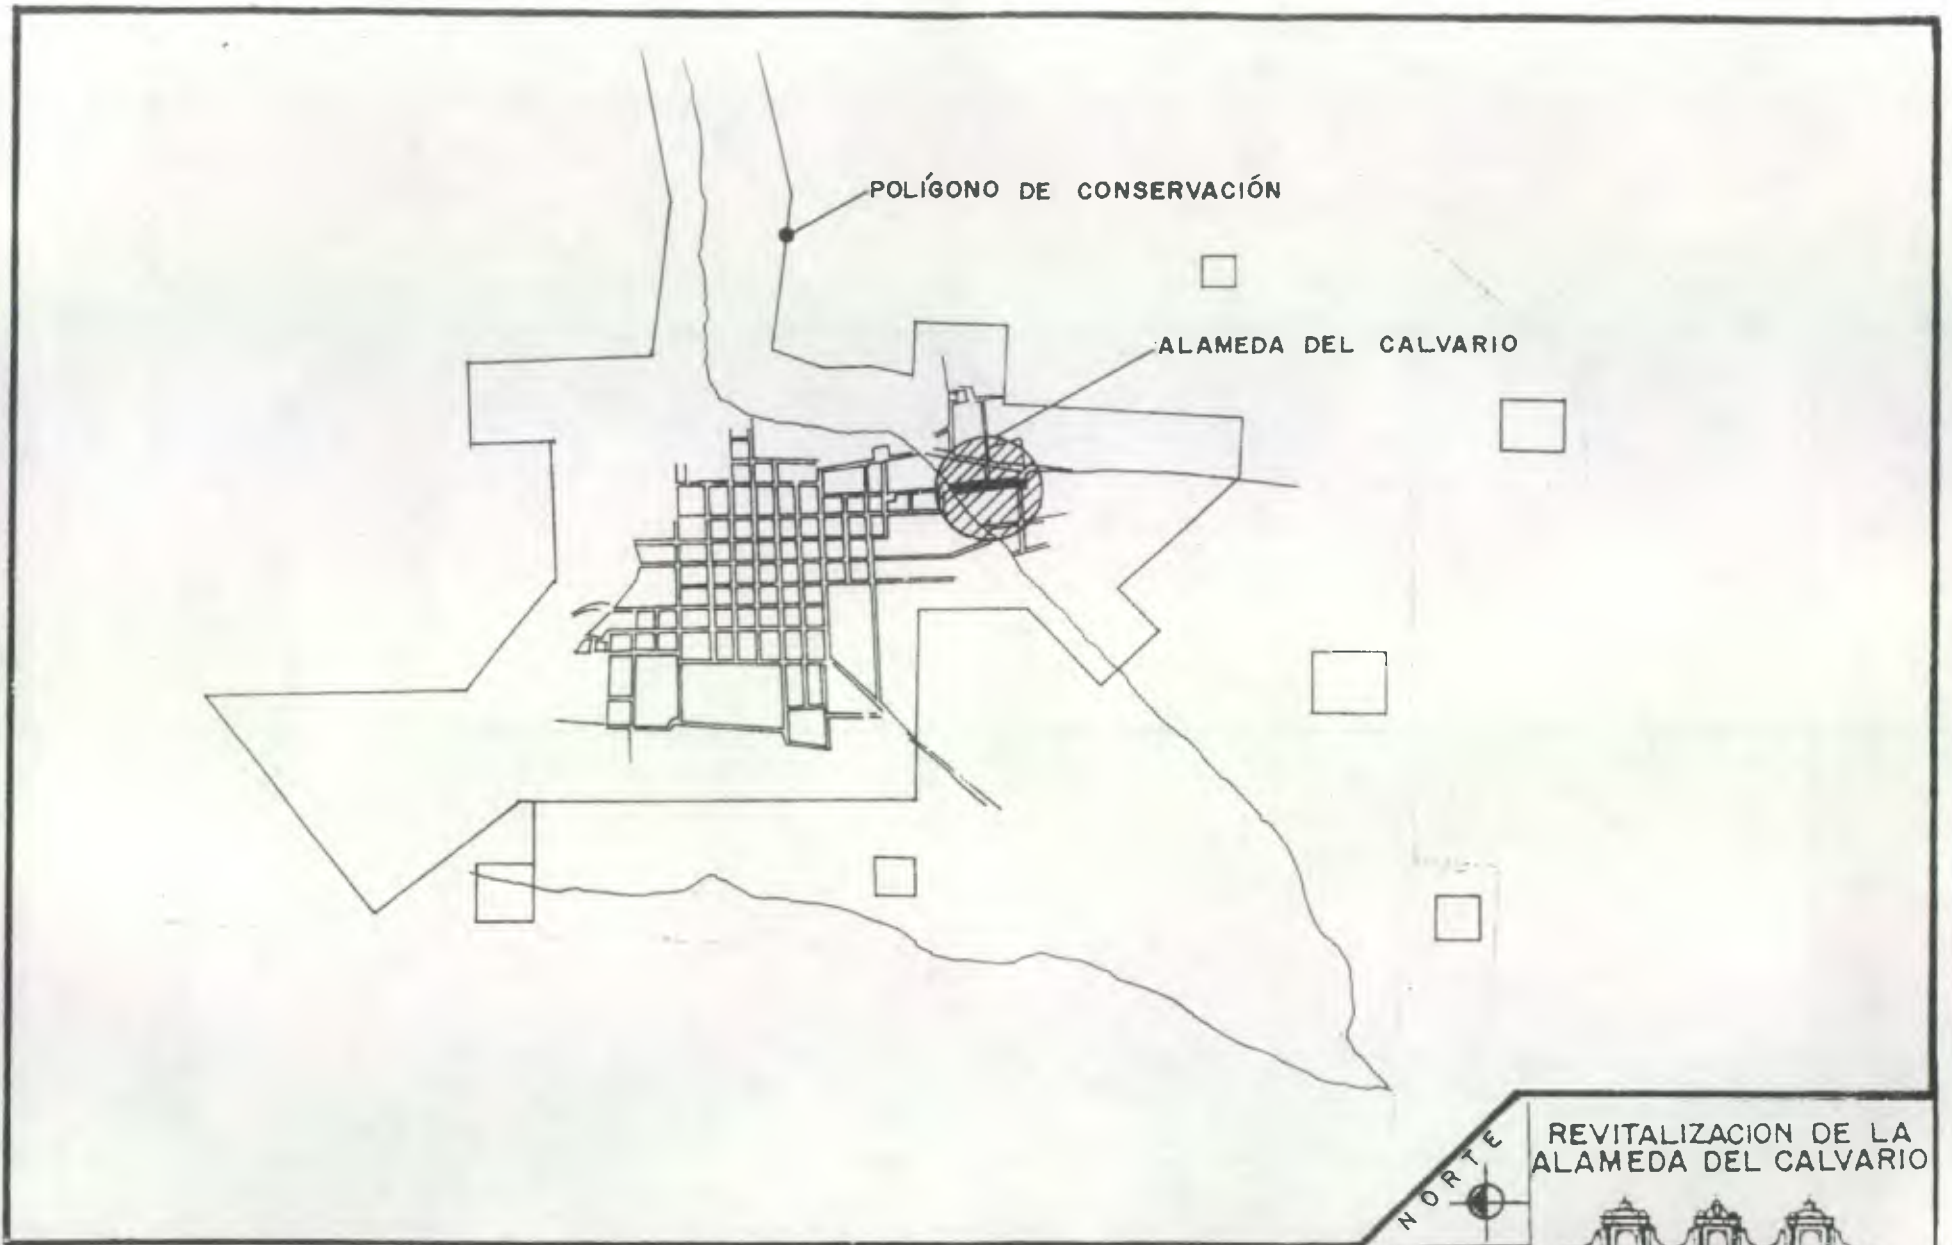 POLÍGONO DE CONSERVACIÓN
ALAMEDA DEL CALVARIO
NORTE
REVITALIZACION DE LA
ALAMEDA DEL CALVARIO